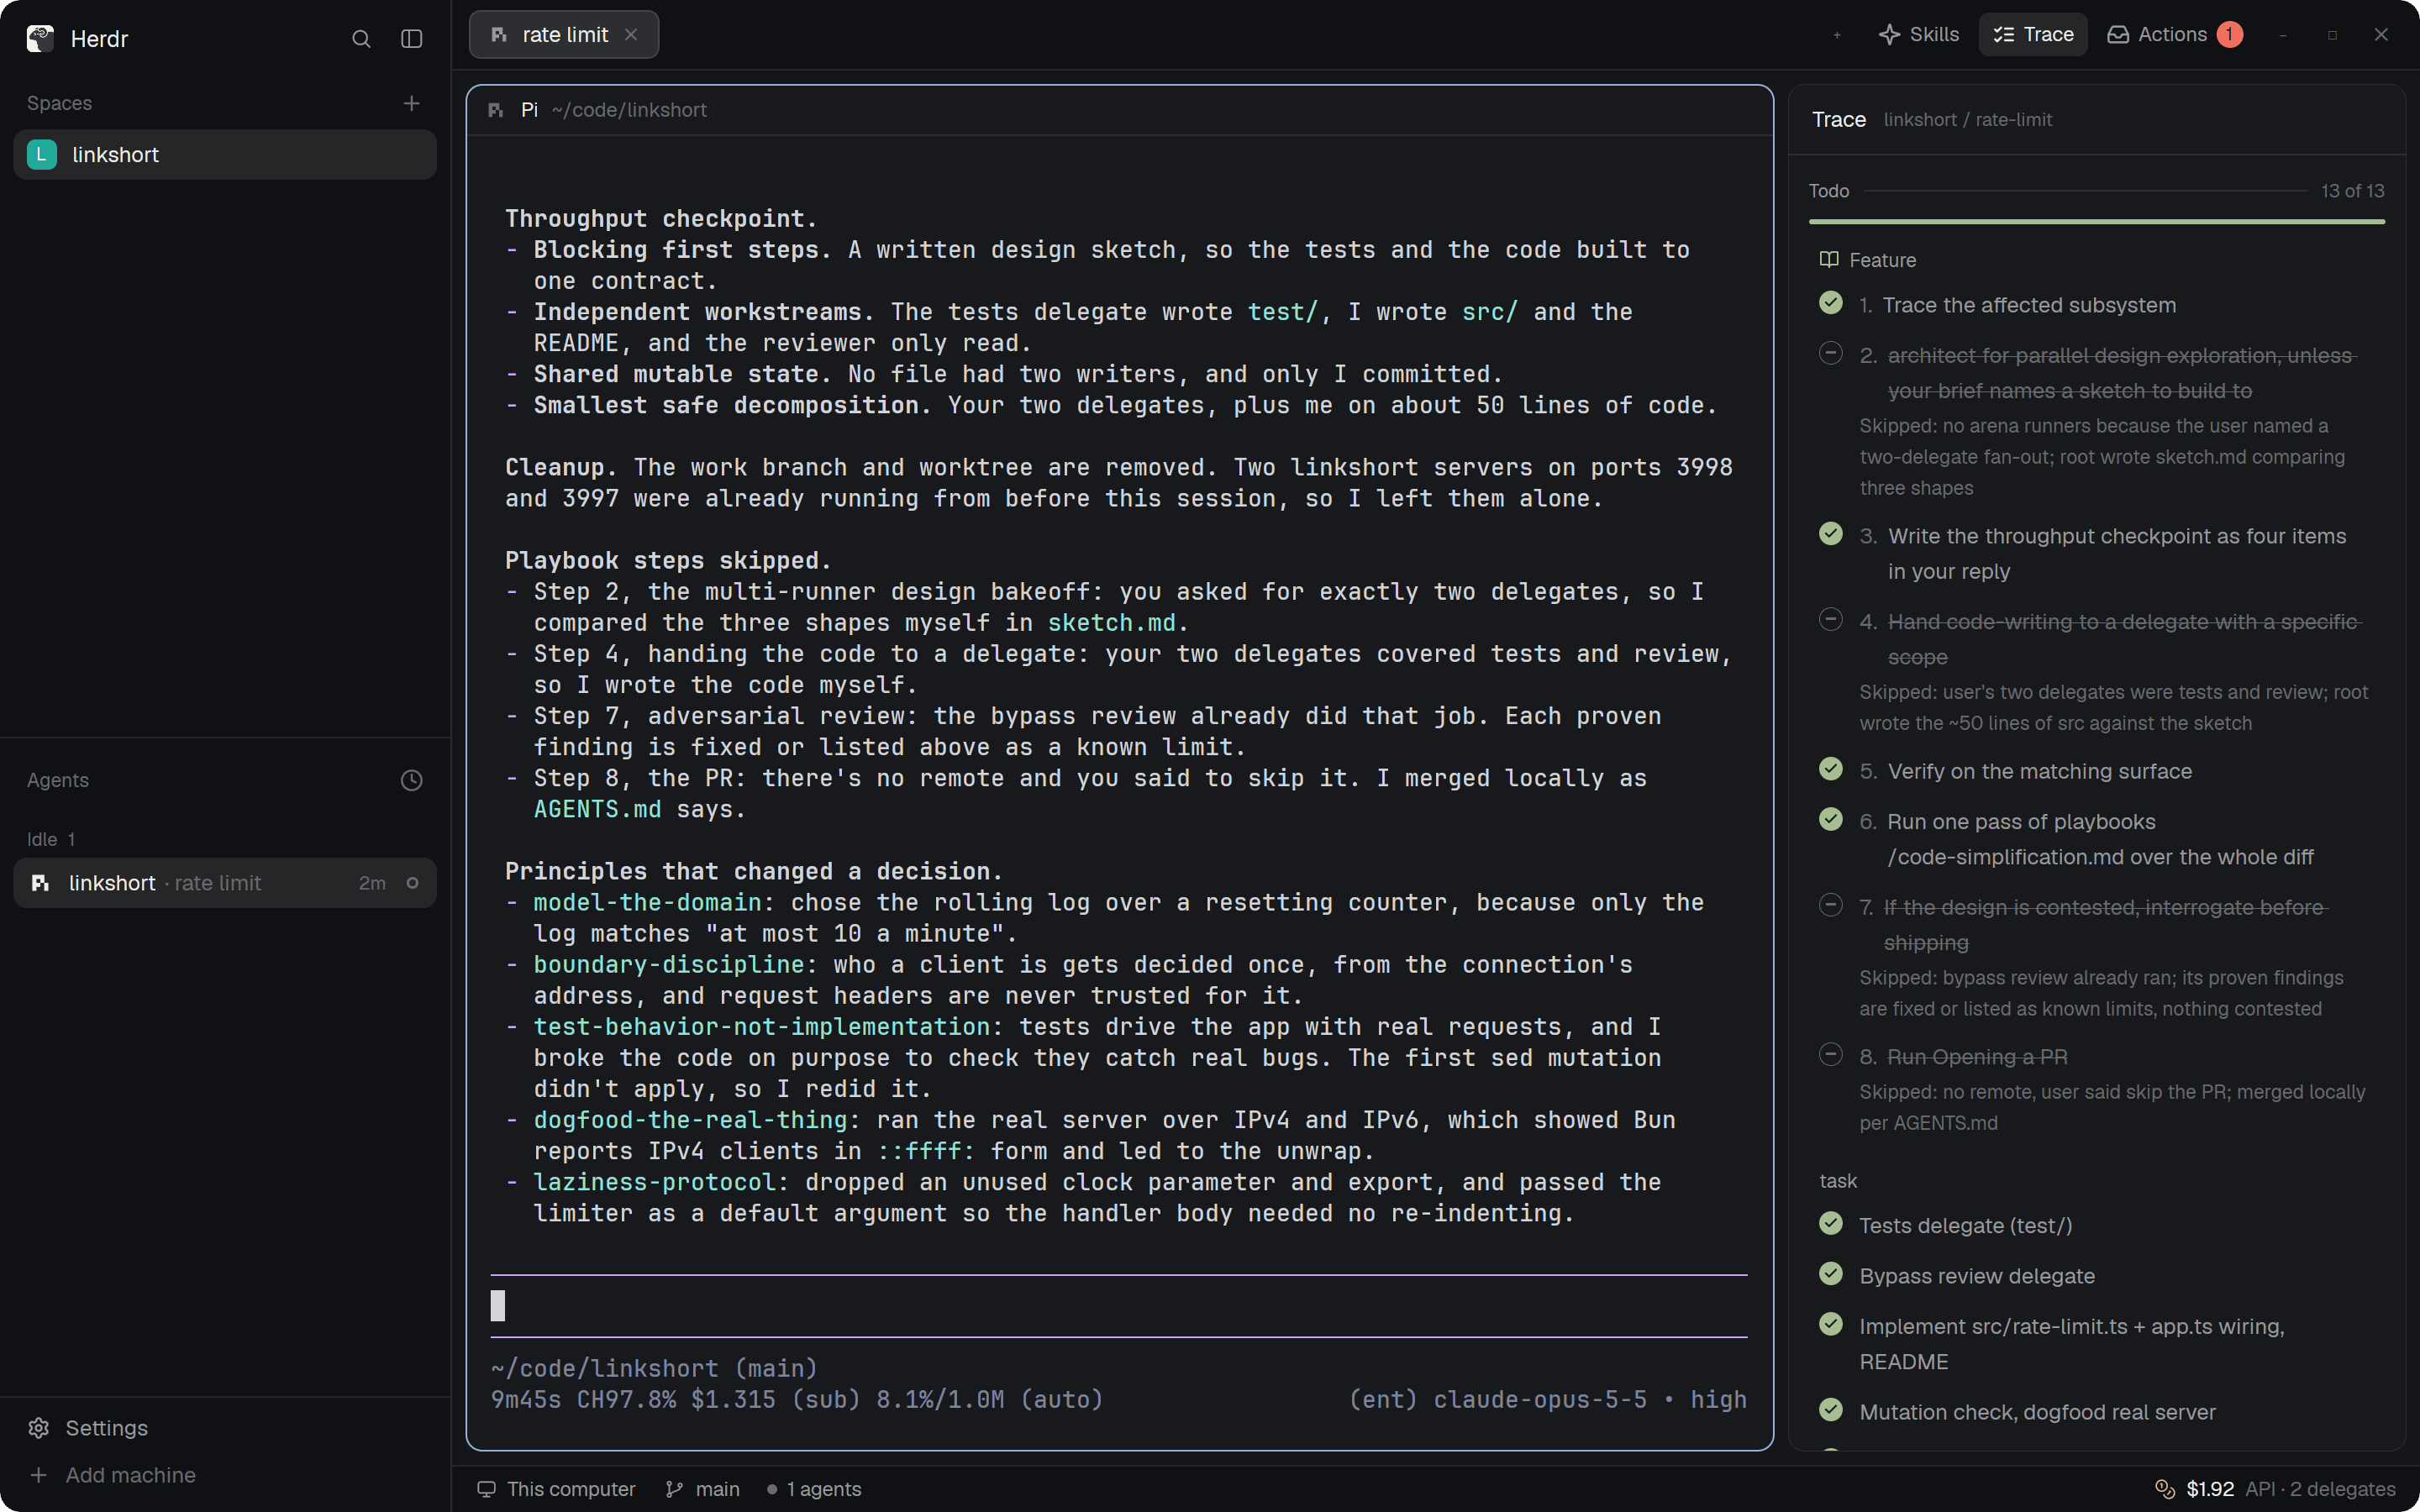 Herdr
Spaces
L linkshort
Agents
Idle 1
linkshort · rate limit 2m
Settings
Add machine
rate limit
Skills
Trace
Actions 1
Pi ~/code/linkshort
Throughput checkpoint.
- Blocking first steps. A written design sketch, so the tests and the code built to
one contract.
- Independent workstreams. The tests delegate wrote test/, I wrote src/ and the
README, and the reviewer only read.
- Shared mutable state. No file had two writers, and only I committed.
- Smallest safe decomposition. Your two delegates, plus me on about 50 lines of code.
Cleanup. The work branch and worktree are removed. Two linkshort servers on ports 3998
and 3997 were already running from before this session, so I left them alone.
Playbook steps skipped.
- Step 2, the multi-runner design bakeoff: you asked for exactly two delegates, so I
compared the three shapes myself in sketch.md.
- Step 4, handing the code to a delegate: your two delegates covered tests and review,
so I wrote the code myself.
- Step 7, adversarial review: the bypass review already did that job. Each proven
finding is fixed or listed above as a known limit.
- Step 8, the PR: there's no remote and you said to skip it. I merged locally as
AGENTS.md says.
Principles that changed a decision.
- model-the-domain: chose the rolling log over a resetting counter, because only the
log matches "at most 10 a minute".
- boundary-discipline: who a client is gets decided once, from the connection's
address, and request headers are never trusted for it.
- test-behavior-not-implementation: tests drive the app with real requests, and I
broke the code on purpose to check they catch real bugs. The first sed mutation
didn't apply, so I redid it.
- dogfood-the-real-thing: ran the real server over IPv4 and IPv6, which showed Bun
reports IPv4 clients in ::ffff: form and led to the unwrap.
- laziness-protocol: dropped an unused clock parameter and export, and passed the
limiter as a default argument so the handler body needed no re-indenting.
~/code/linkshort (main)
9m45s CH97.8% $1.315 (sub) 8.1%/1.0M (auto) (ent) claude-opus-5-5 • high
Trace linkshort / rate-limit
Todo 13 of 13
Feature
1. Trace the affected subsystem
2. architect for parallel design exploration, unless
your brief names a sketch to build to
Skipped: no arena runners because the user named a
two-delegate fan-out; root wrote sketch.md comparing
three shapes
3. Write the throughput checkpoint as four items
in your reply
4. Hand code-writing to a delegate with a specific
scope
Skipped: user's two delegates were tests and review; root
wrote the ~50 lines of src against the sketch
5. Verify on the matching surface
6. Run one pass of playbooks
/code-simplification.md over the whole diff
7. If the design is contested, interrogate before
shipping
Skipped: bypass review already ran; its proven findings
are fixed or listed as known limits, nothing contested
8. Run Opening a PR
Skipped: no remote, user said skip the PR; merged locally
per AGENTS.md
task
Tests delegate (test/)
Bypass review delegate
Implement src/rate-limit.ts + app.ts wiring,
README
Mutation check, dogfood real server
This computer
main
1 agents
$1.92 API · 2 delegates